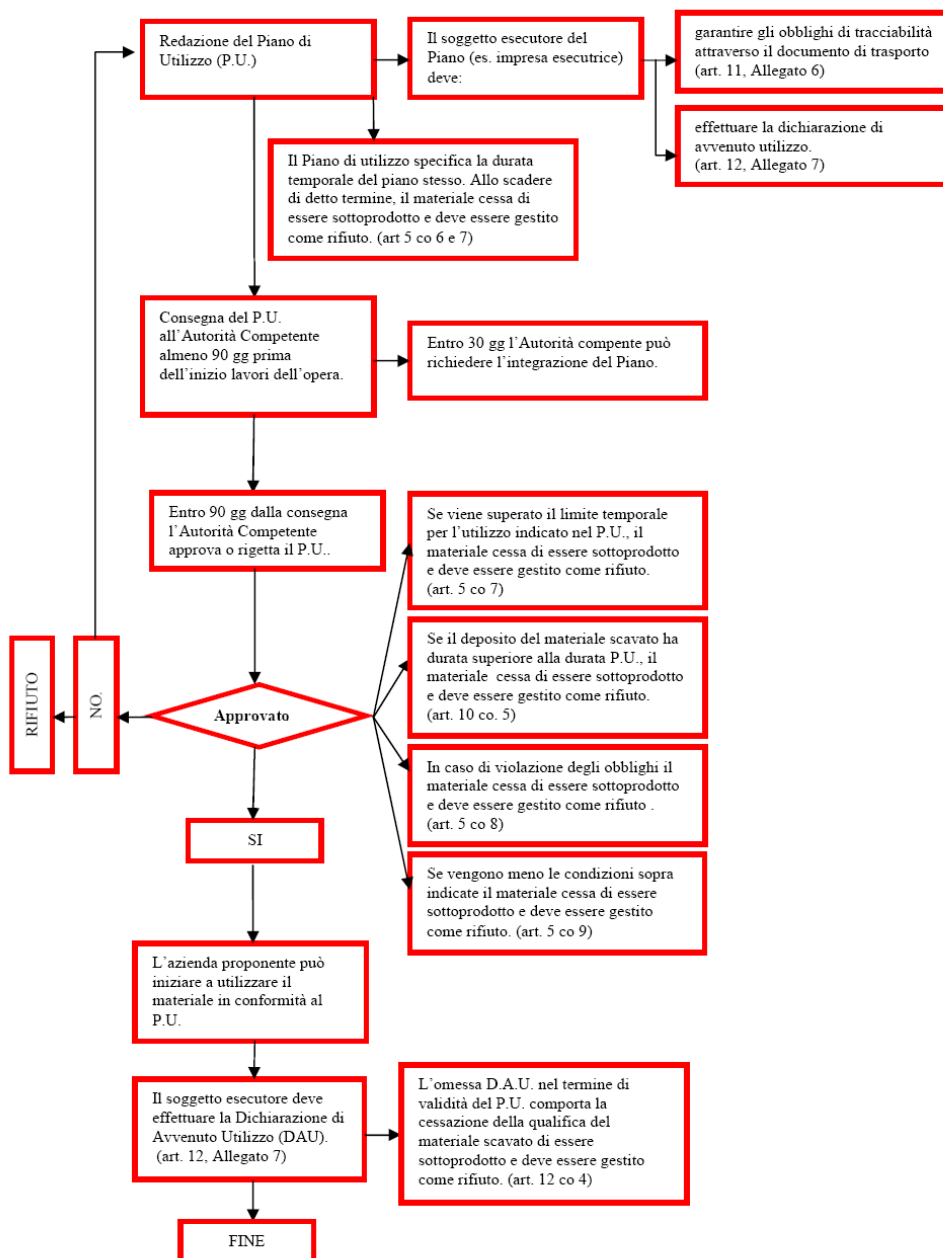 Redazione del Piano di
Utilizzo (P.U.)
Il soggetto esecutore del
Piano (es. impresa esecutrice)
deve:
garantire gli obblighi di tracciabilità
attraverso il documento di trasporto
(art. 11, Allegato 6)
effettuare la dichiarazione di
avvenuto utilizzo.
(art. 12, Allegato 7)
Il Piano di utilizzo specifica la durata
temporale del piano stesso. Allo scadere
di detto termine, il materiale cessa di
essere sottoprodotto e deve essere gestito
come rifiuto. (art 5 co 6 e 7)
Consegna del P.U.
all'Autorità Competente
almeno 90 gg prima
dell'inizio lavori dell'opera.
Entro 30 gg l'Autorità compente può
richiedere l'integrazione del Piano.
Entro 90 gg dalla consegna
l'Autorità Competente
approva o rigetta il P.U..
Se viene superato il limite temporale
per l'utilizzo indicato nel P.U., il
materiale cessa di essere sottoprodotto
e deve essere gestito come rifiuto.
(art. 5 co 7)
Se il deposito del materiale scavato ha
durata superiore alla durata P.U., il
materiale cessa di essere sottoprodotto
e deve essere gestito come rifiuto.
(art. 10 co. 5)
RIFIUTO
NO.
Approvato
In caso di violazione degli obblighi il
materiale cessa di essere sottoprodotto
e deve essere gestito come rifiuto .
(art. 5 co 8)
SI
Se vengono meno le condizioni sopra
indicate il materiale cessa di essere
sottoprodotto e deve essere gestito
come rifiuto. (art. 5 co 9)
L'azienda proponente può
iniziare a utilizzare il
materiale in conformità al
P.U.
Il soggetto esecutore deve
effettuare la Dichiarazione di
Avvenuto Utilizzo (DAU).
(art. 12, Allegato 7)
L'omessa D.A.U. nel termine di
validità del P.U. comporta la
cessazione della qualifica del
materiale scavato di essere
sottoprodotto e deve essere gestito
come rifiuto. (art. 12 co 4)
FINE